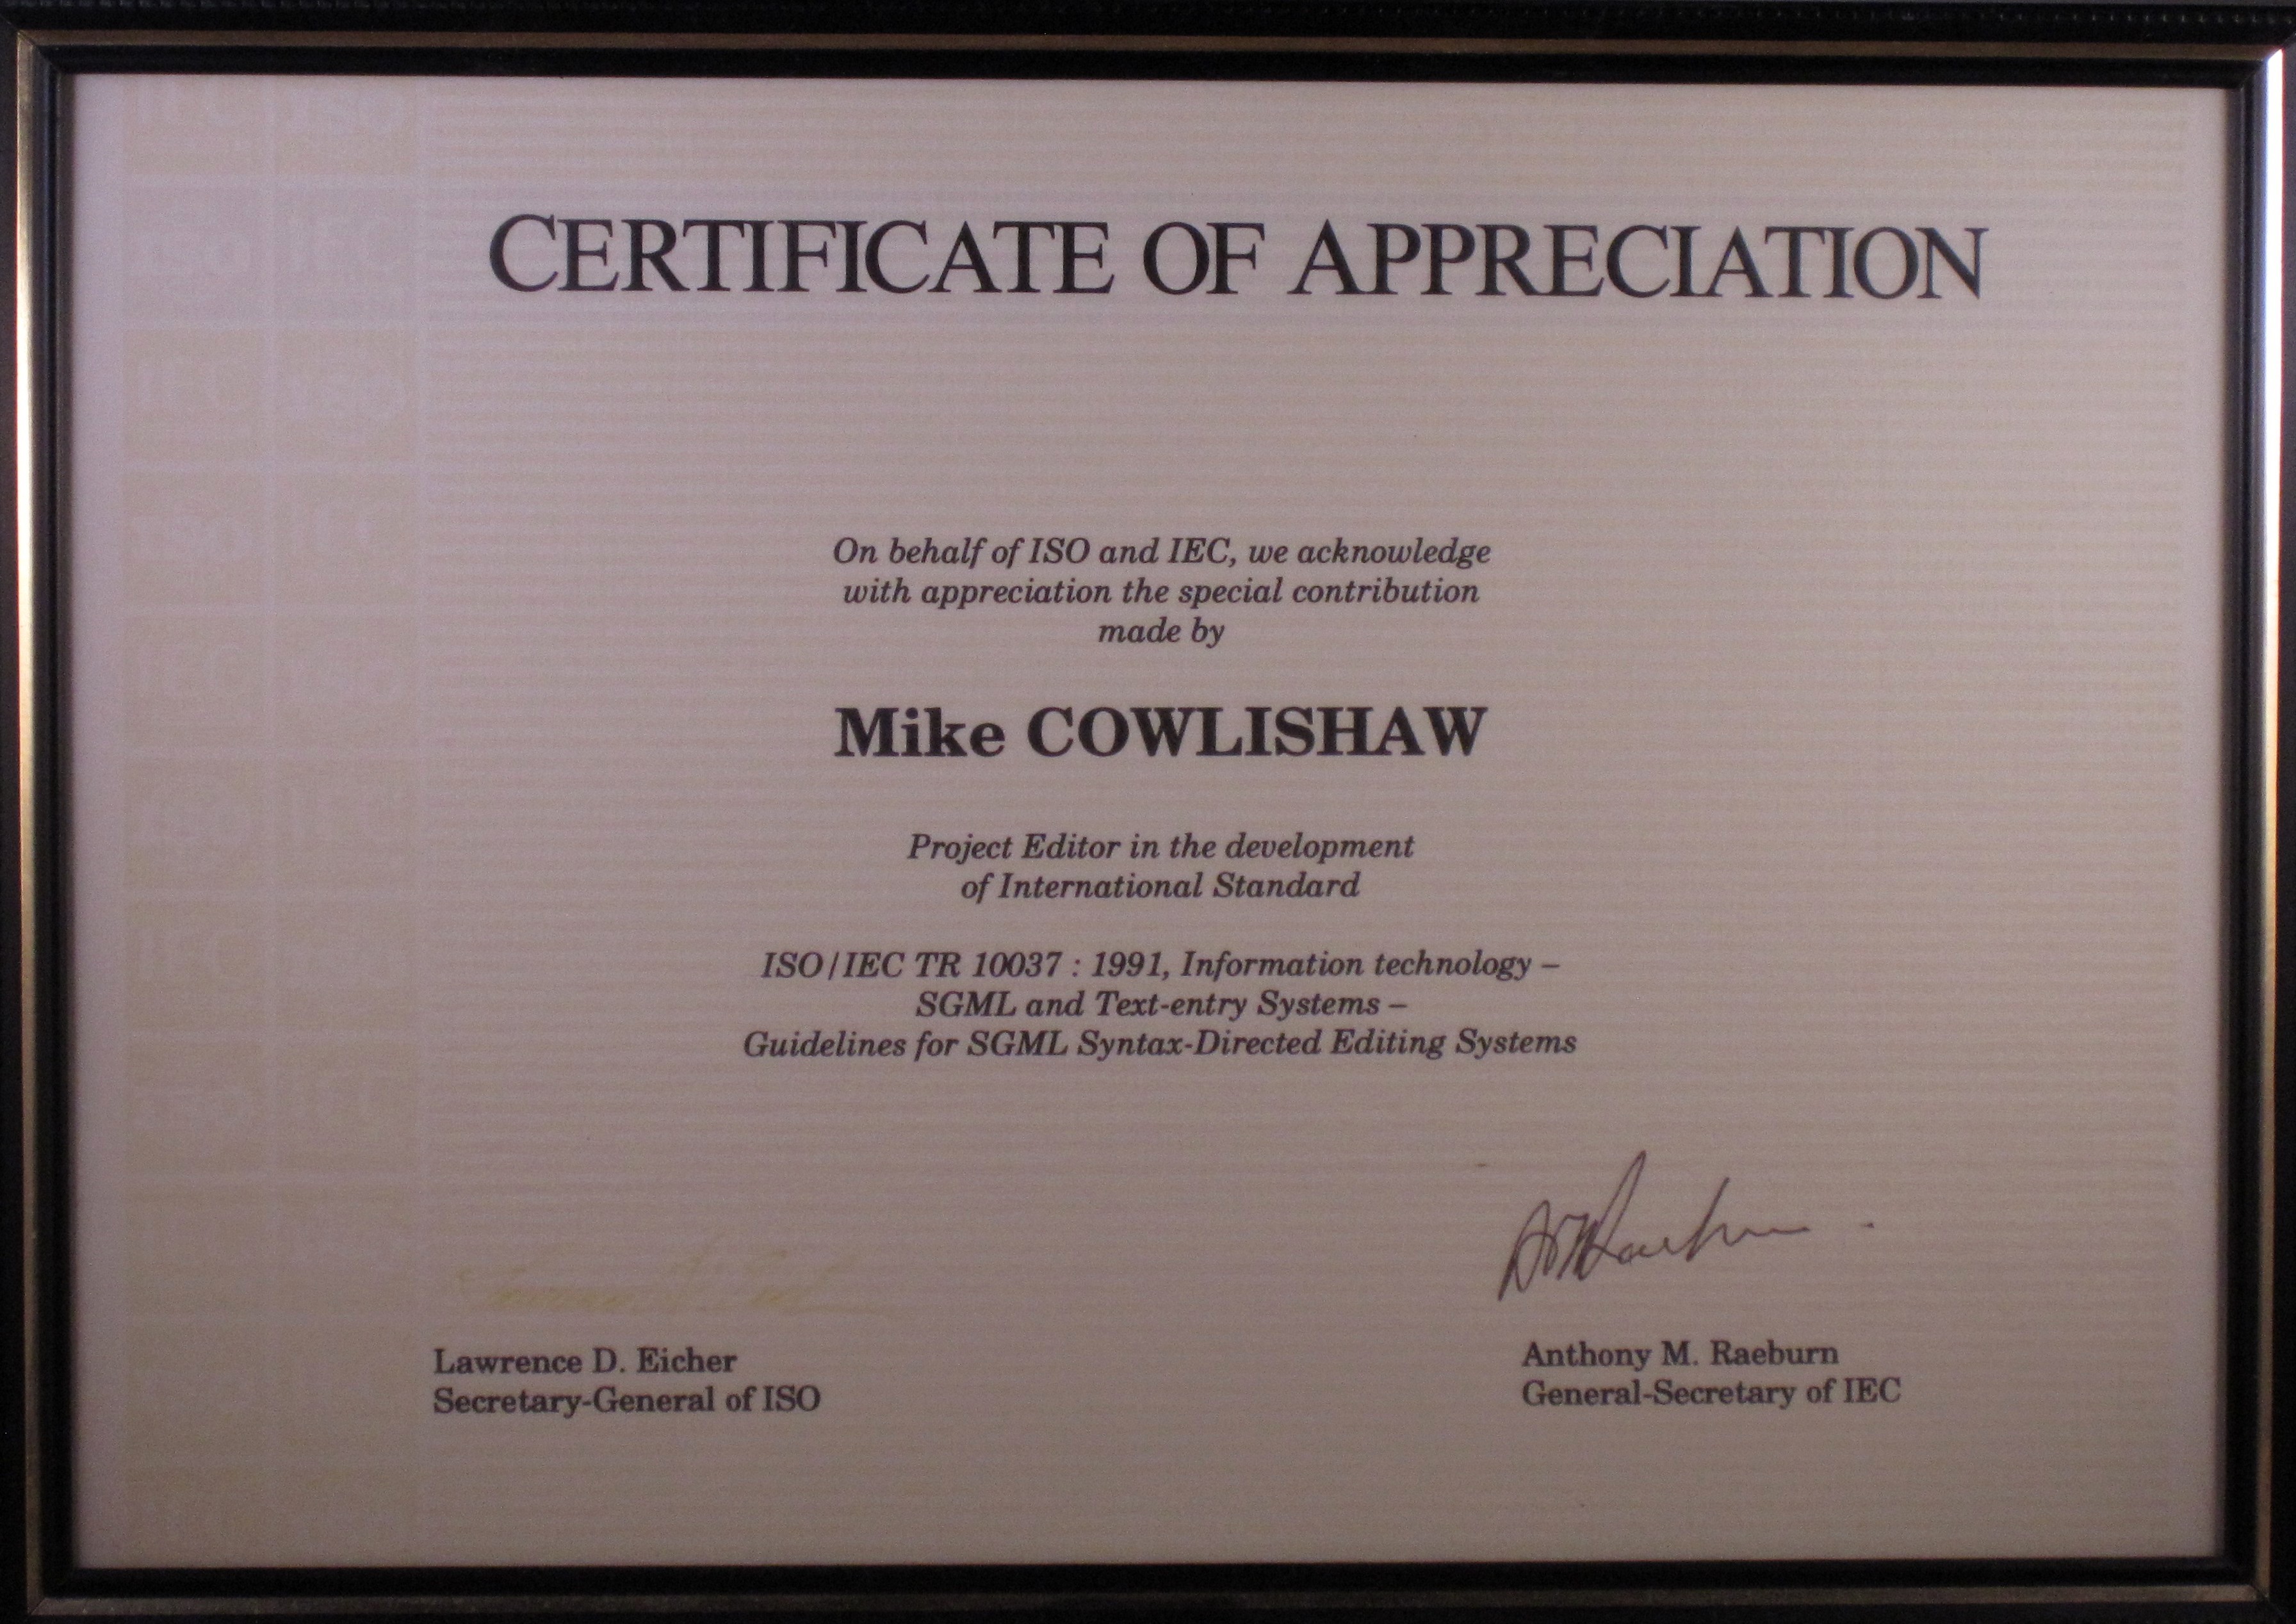 CERTIFICATE OF APPRECIATION
On behalf of ISO and IEC, we acknowledge
with appreciation the special contribution
made by
Mike COWLISHAW
Project Editor in the development
of International Standard
ISO/IEC TR 10037 : 1991, Information technology –
SGML and Text-entry Systems –
Guidelines for SGML Syntax-Directed Editing Systems
Lawrence D. Eicher
Secretary-General of ISO
Anthony M. Raeburn
General-Secretary of IEC